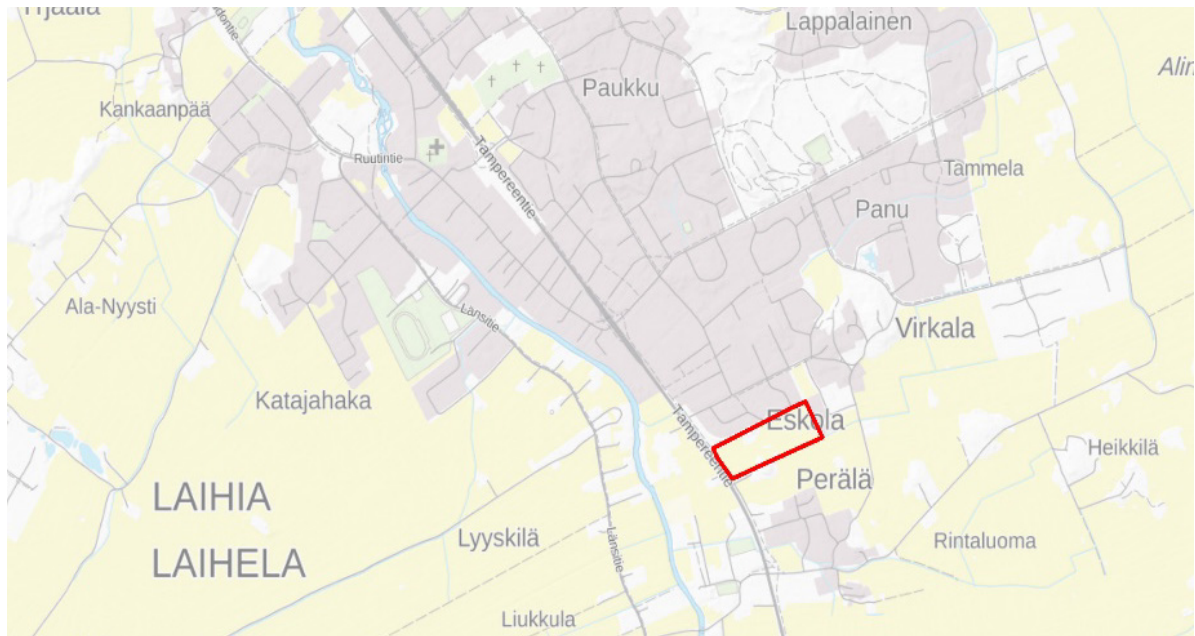 Lappalainen
Paukku
Kankaanpää
Ruutintie
Tampereentie
Tammela
Panu
Ala-Nyysti
Länsitie
Virkala
Katajahaka
Eskola
Tampereentie
Heikkilä
Perälä
LAIHIA
LAIHELA
Lyyskilä
Länsitie
Rintaluoma
Liukkula